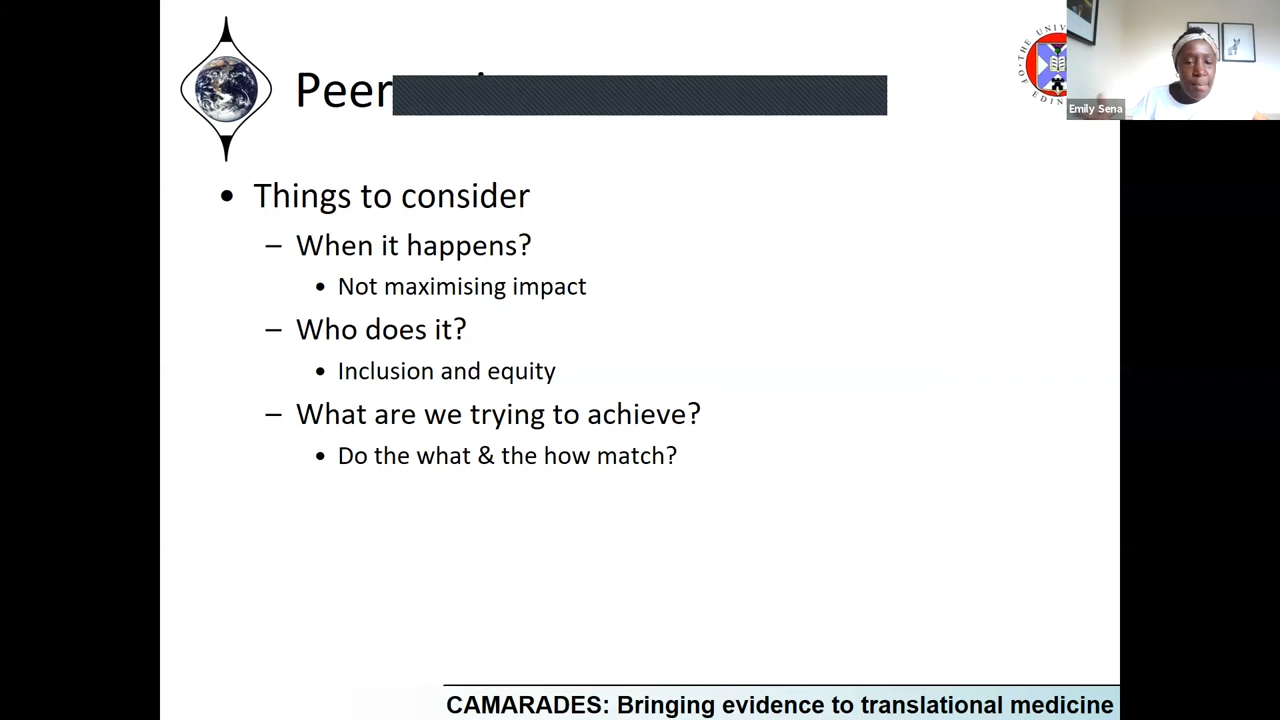 Peer
Things to consider
When it happens?
Not maximising impact
Who does it?
Inclusion and equity
What are we trying to achieve?
Do the what & the how match?
Emily Sena
CAMARADES: Bringing evidence to translational medicine